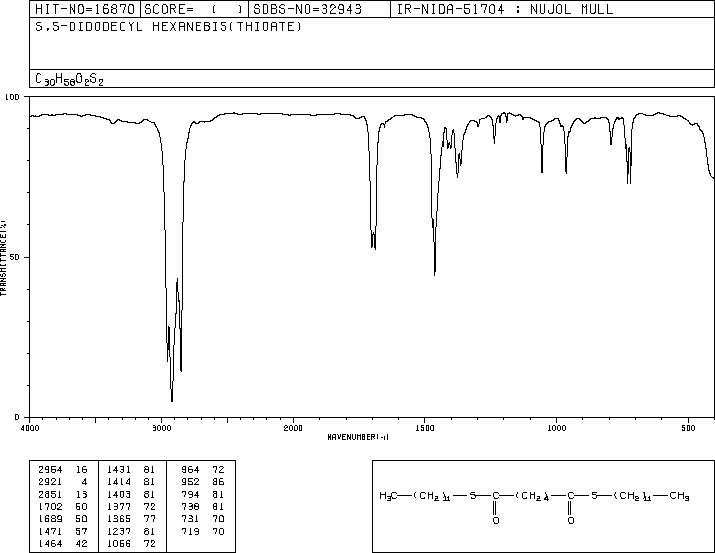 HIT-NO=16870 SCORE= ( ) SDBS-NO=32943 IR-NIDA-51704 : NUJOL MULL
S,S-DIDODECYL HEXANEBIS(THIOATE)
C30H58O2S2
100
50
0
TRANSMITTANCE(%)
4000 3000 2000 1500 1000 500
WAVENUMBER(-1)
2964 16 1431 81 964 72
2921 4 1414 81 952 86
2851 13 1403 81 794 81
1702 60 1377 72 738 81
1689 50 1365 77 731 70
1471 57 1237 81 719 70
1464 42 1066 72
H3C-(CH2)11-S-C-(CH2)4-C-S-(CH2)11-CH3
O O